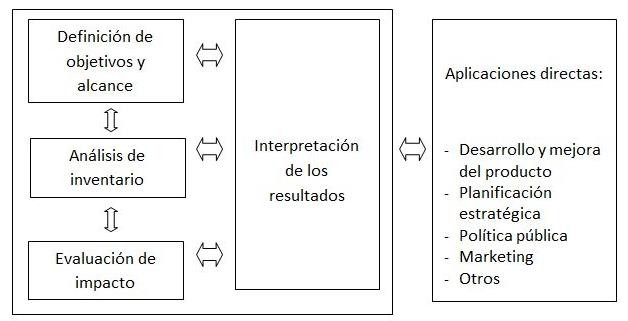 Definición de
objetivos y
alcance
Análisis de
inventario
Evaluación de
impacto
Interpretación
de los
resultados
Aplicaciones directas:
- Desarrollo y mejora
del producto
- Planificación
estratégica
- Política pública
- Marketing
- Otros